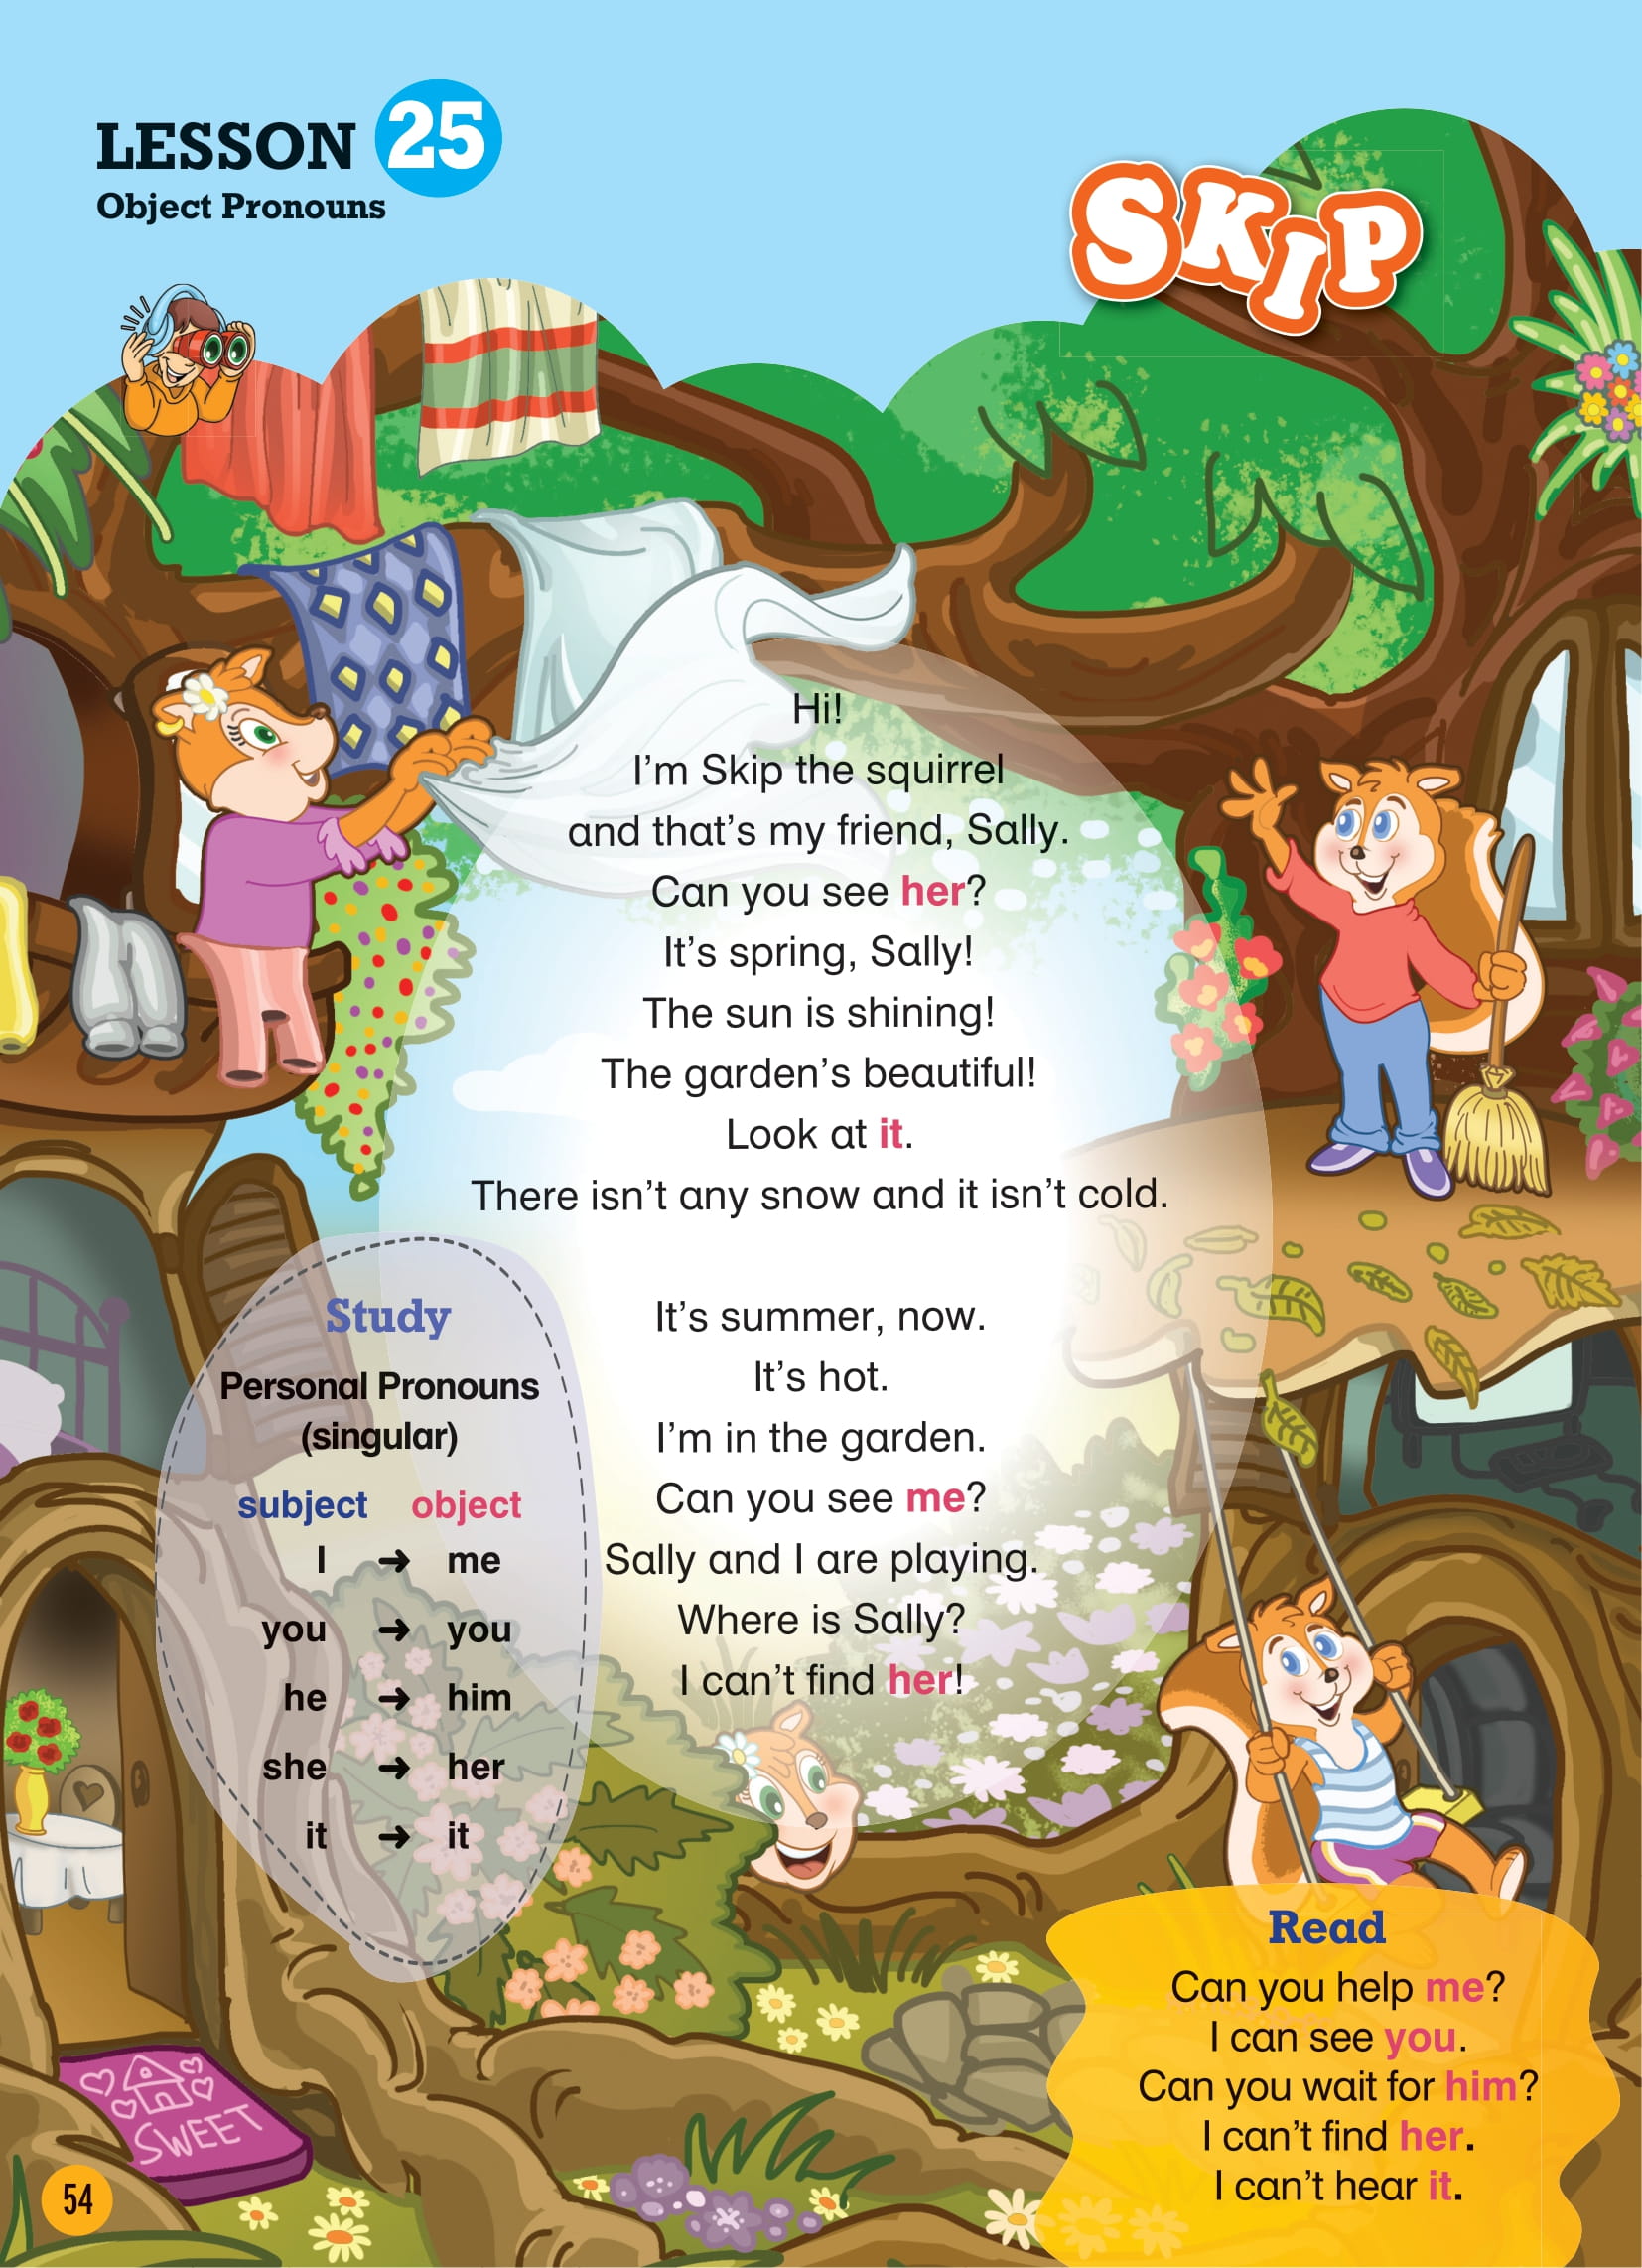 LESSON 25
Object Pronouns
SKIP
Hi!
I'm Skip the squirrel
and that's my friend, Sally.
Can you see her?
It's spring, Sally!
The sun is shining!
The garden's beautiful!
Look at it.
There isn't any snow and it isn't cold.
It's summer, now.
It's hot.
I'm in the garden.
Can you see me?
Sally and I are playing.
Where is Sally?
I can't find her!
Study
Personal Pronouns
(singular)
subject object
I → me
you → you
he → him
she → her
it → it
Read
Can you help me?
I can see you.
Can you wait for him?
I can't find her.
I can't hear it.
SWEET
54